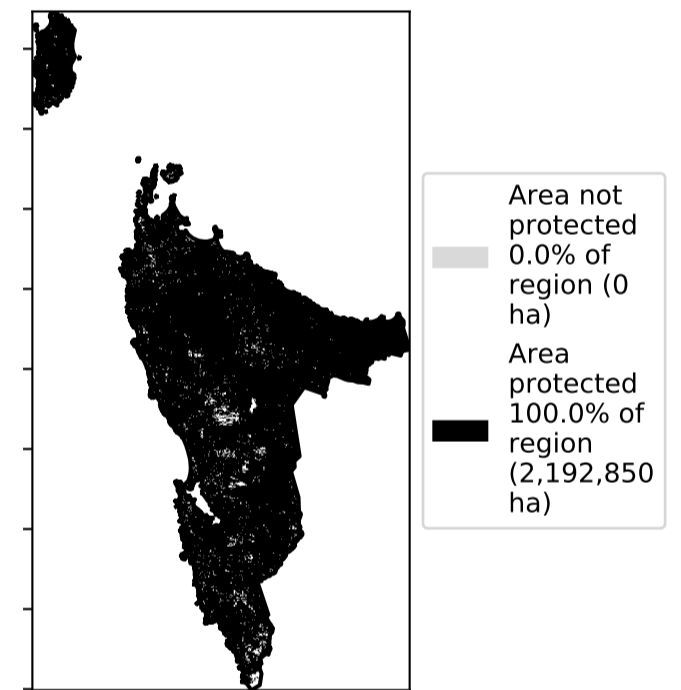 Area not
protected
0.0% of
region (0
ha)
Area
protected
100.0% of
region
(2,192,850
ha)